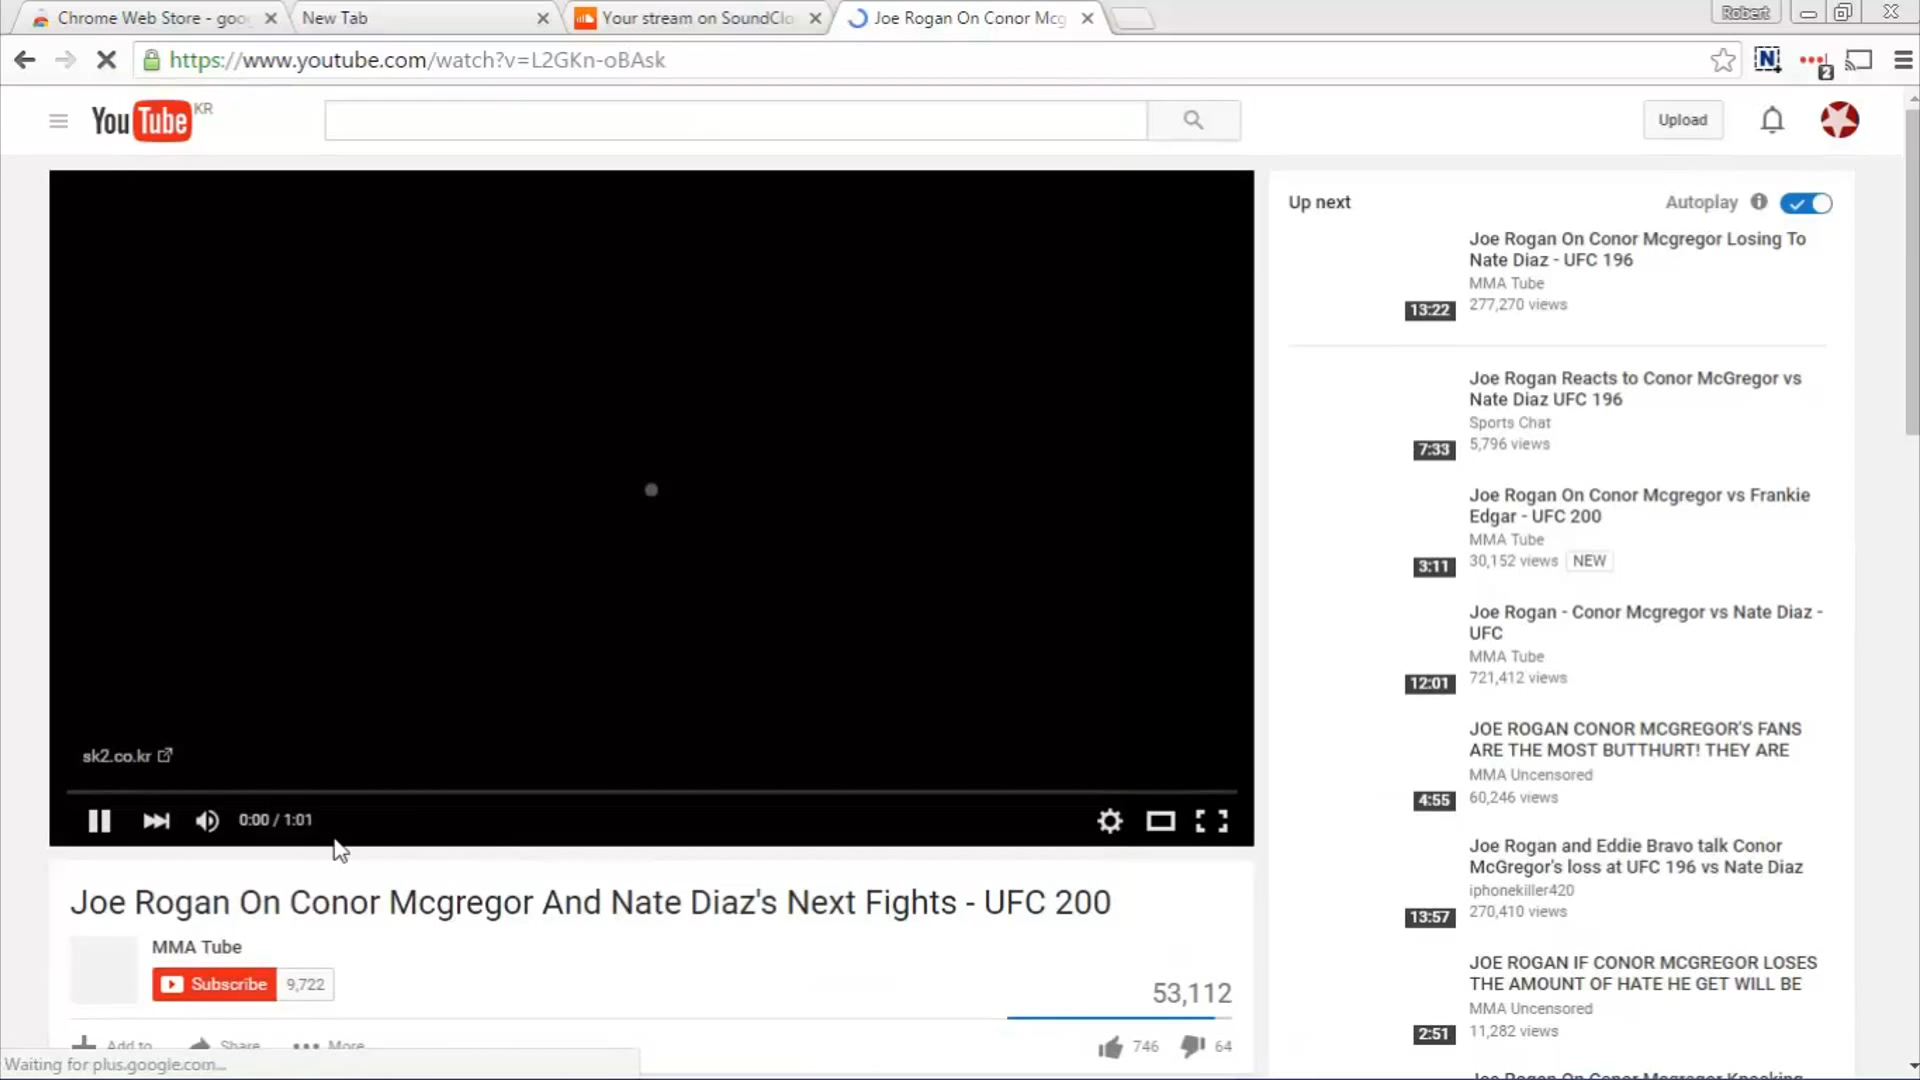 Chrome Web Store - goo
New Tab
Your stream on SoundClo
Joe Rogan On Conor Mcg
Robert
https://www.youtube.com/watch?v=L2GKn-oBAsk
N
2
YouTube KR
Upload
Up next
Autoplay
Joe Rogan On Conor Mcgregor Losing To
Nate Diaz - UFC 196
MMA Tube
277,270 views
13:22
Joe Rogan Reacts to Conor McGregor vs
Nate Diaz UFC 196
Sports Chat
5,796 views
7:33
Joe Rogan On Conor Mcgregor vs Frankie
Edgar - UFC 200
MMA Tube
30,152 views NEW
3:11
Joe Rogan - Conor Mcgregor vs Nate Diaz -
UFC
MMA Tube
721,412 views
12:01
JOE ROGAN CONOR MCGREGOR'S FANS
ARE THE MOST BUTTHURT! THEY ARE
MMA Uncensored
60,246 views
4:55
Joe Rogan and Eddie Bravo talk Conor
McGregor's loss at UFC 196 vs Nate Diaz
iphonekiller420
270,410 views
13:57
JOE ROGAN IF CONOR MCGREGOR LOSES
THE AMOUNT OF HATE HE GET WILL BE
MMA Uncensored
11,282 views
2:51
Joe Rogan On Conor Mcgregor Knocking
sk2.co.kr
0:00 / 1:01
Joe Rogan On Conor Mcgregor And Nate Diaz's Next Fights - UFC 200
MMA Tube
Subscribe 9,722
53,112
Add to Share More
746 64
Waiting for plus.google.com...